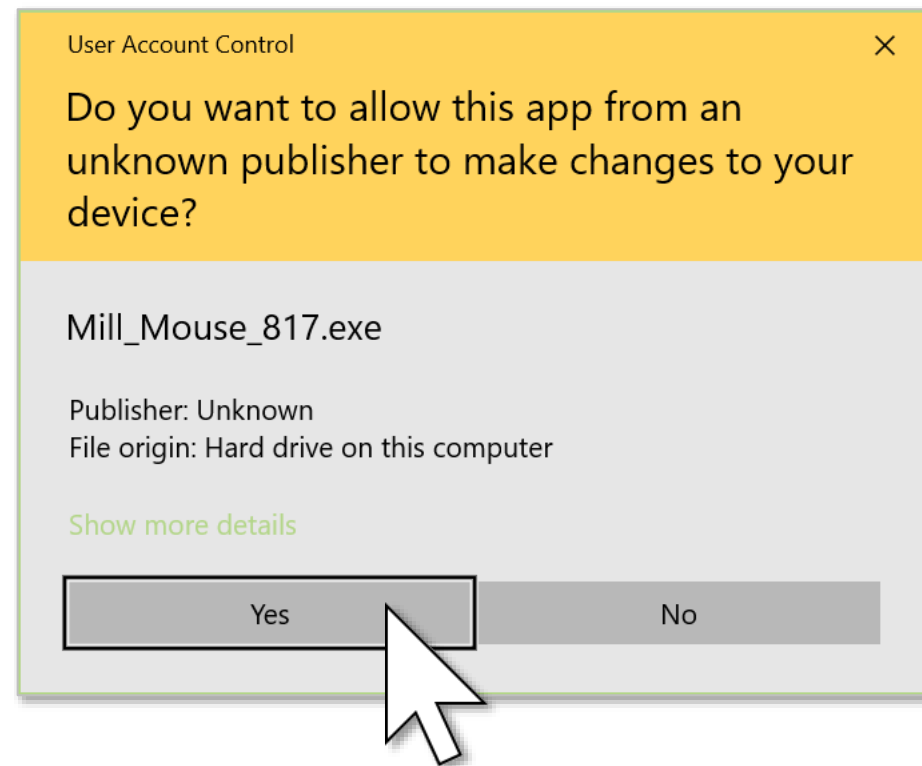 User Account Control
Do you want to allow this app from an
unknown publisher to make changes to your
device?
Mill_Mouse_817.exe
Publisher: Unknown
File origin: Hard drive on this computer
Show more details
Yes
No